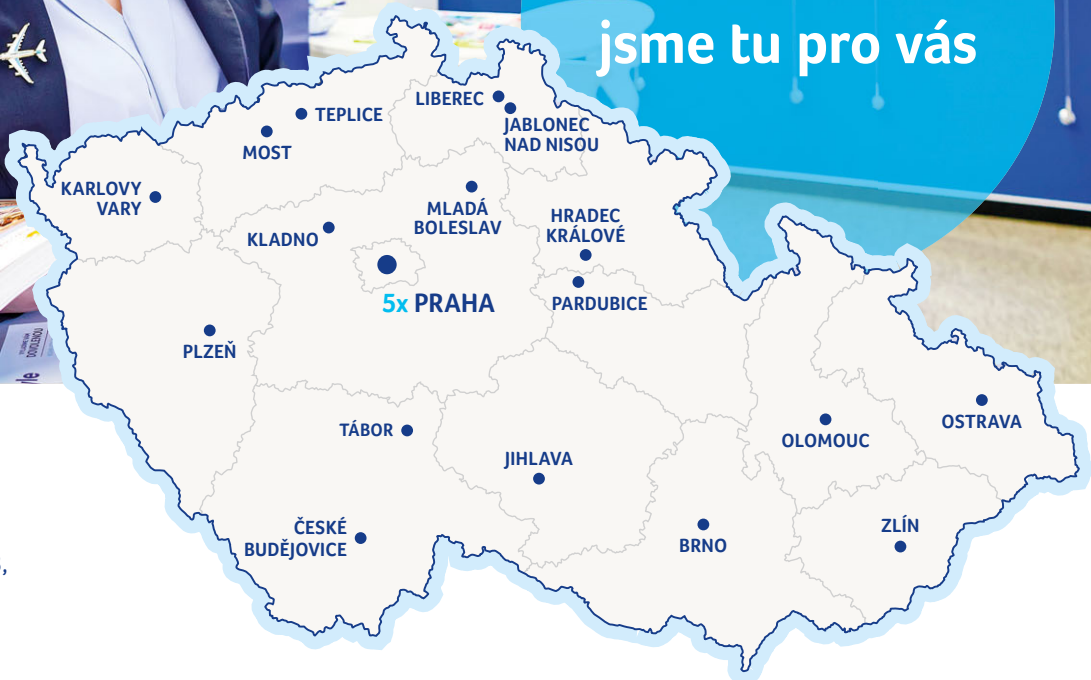 jsme tu pro vás
LIBEREC
TEPLICE
JABLONEC
NAD NISOU
MOST
KARLOVY
VARY
MLADÁ
BOLESLAV
HRADEC
KRÁLOVÉ
KLADNO
5x PRAHA
PARDUBICE
PLZEŇ
DOVOLENOU
TÁBOR
OSTRAVA
OLOMOUC
JIHLAVA
ČESKÉ
BUDĚJOVICE
ZLÍN
BRNO